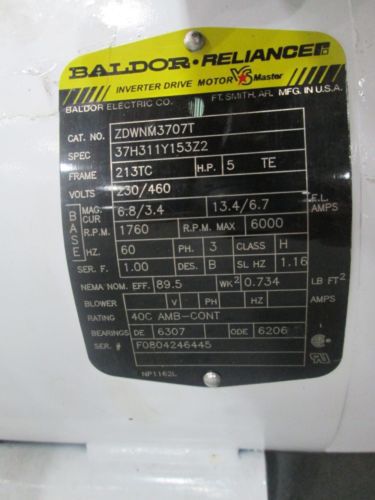 BALDOR·RELIANCE
INVERTER DRIVE MOTOR VS Master
BALDOR ELECTRIC CO. FT. SMITH, AR. MFG. IN U.S.A.
CAT. NO. ZDWNM3707T
SPEC 37H311Y153Z2
FRAME 213TC H.P. 5 TE
VOLTS 230/460
BASE
MAG. CUR 6.8/3.4 13.4/6.7 F.L. AMPS
R.P.M. 1760 R.P.M. MAX 6000
HZ. 60 PH. 3 CLASS H
SER. F. 1.00 DES. B SL HZ 1.16
NEMA NOM. EFF. 89.5 WK² 0.734 LB FT²
BLOWER V PH HZ AMPS
RATING 40C AMB-CONT
BEARINGS DE 6307 ODE 6206
SER. # F0804246445
NP1162L